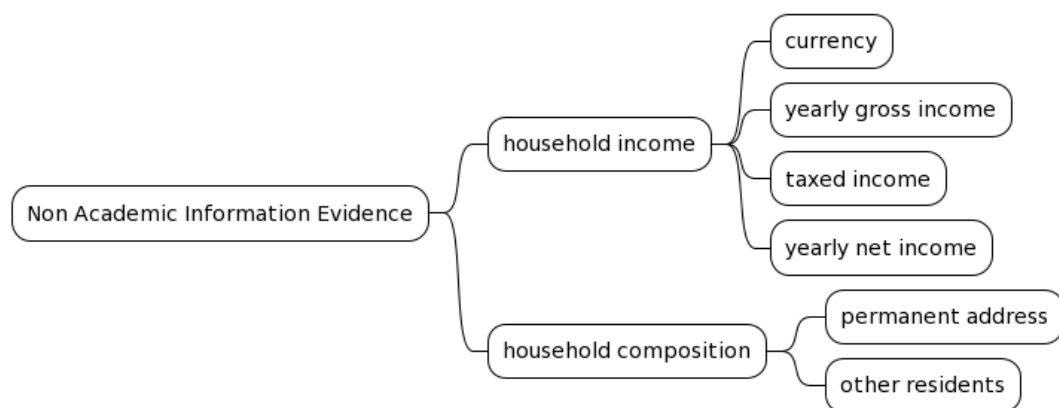 currency
yearly gross income
household income
taxed income
Non Academic Information Evidence
yearly net income
permanent address
household composition
other residents